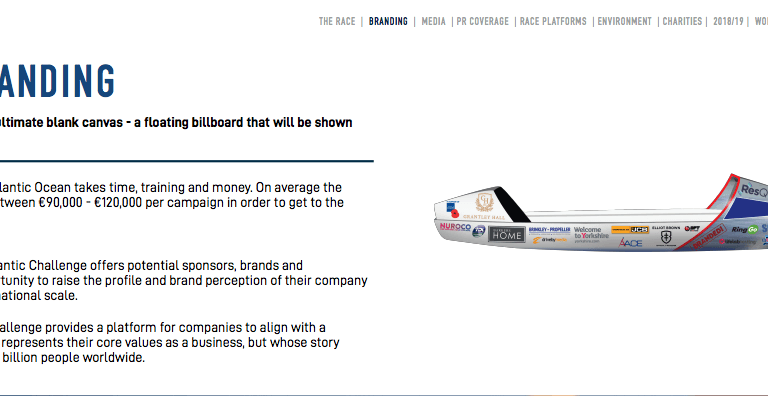 THE RACE | BRANDING | MEDIA | PR COVERAGE | RACE PLATFORMS | ENVIRONMENT | CHARITIES | 2018/19 | WO
ANDING
ltimate blank canvas - a floating billboard that will be shown
lantic Ocean takes time, training and money. On average the
tween €90,000 - €120,000 per campaign in order to get to the
antic Challenge offers potential sponsors, brands and
tunity to raise the profile and brand perception of their company
ational scale.
allenge provides a platform for companies to align with a
represents their core values as a business, but whose story
billion people worldwide.
ResQ
GRANTLEY HALL
NUROCO
HOME
BRUNTON-PROPELLER
Welcome
to Yorkshire
JCB
ACE
ELLIOT BROWN
RingGo